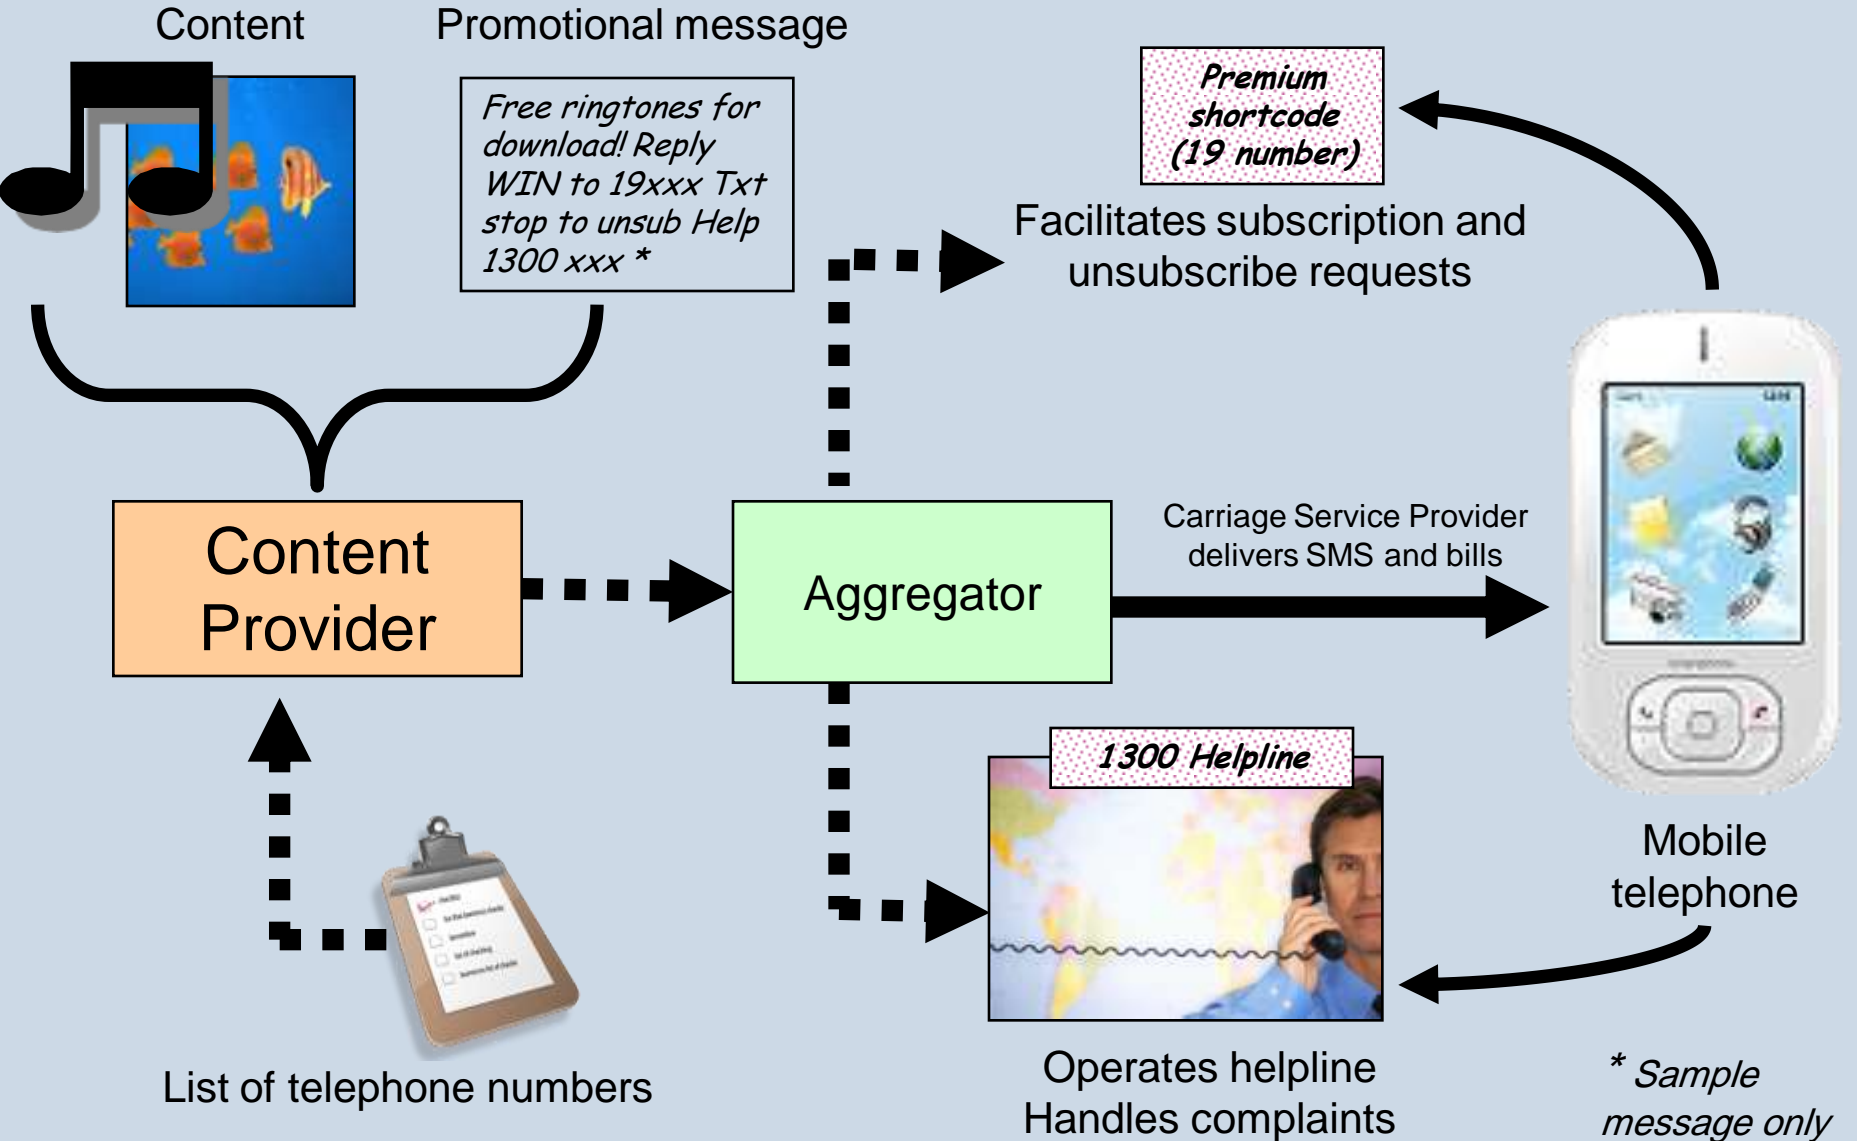 Content
Promotional message
Free ringtones for
download! Reply
WIN to 19xxx Txt
stop to unsub Help
1300 xxx *
Premium
shortcode
(19 number)
Facilitates subscription and
unsubscribe requests
Content
Provider
Aggregator
Carriage Service Provider
delivers SMS and bills
1300 Helpline
Mobile
telephone
List of telephone numbers
Operates helpline
Handles complaints
* Sample
message only